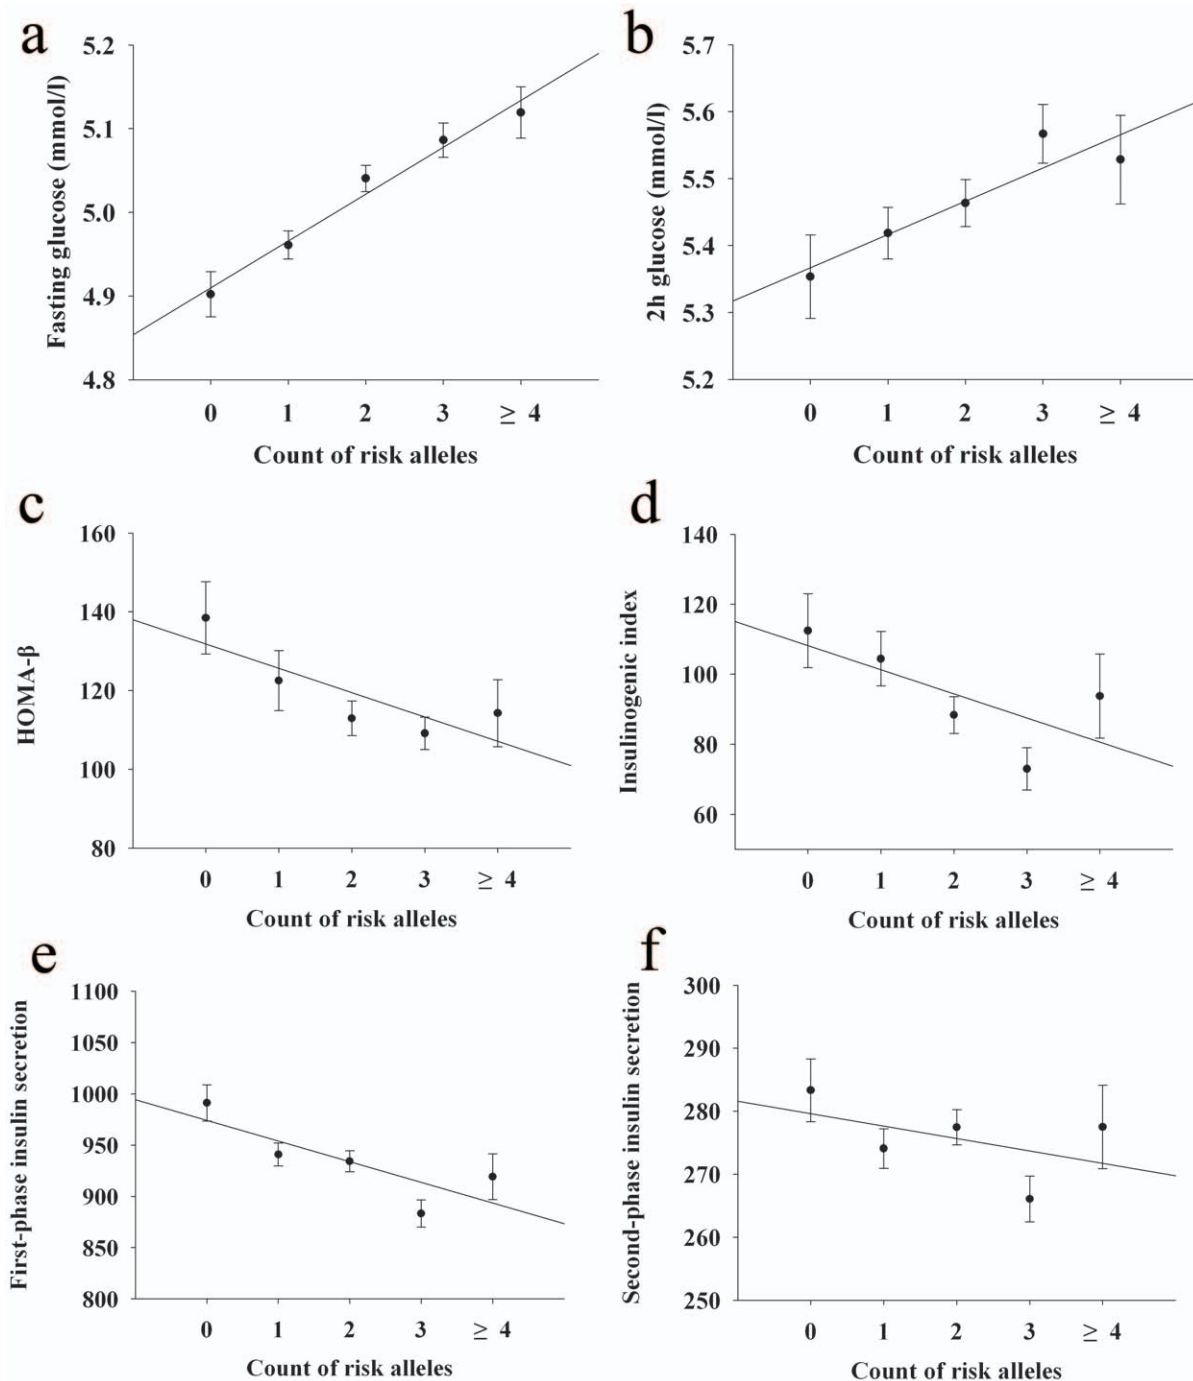 a
Fasting glucose (mmol/l)
5.2
5.1
5.0
4.9
4.8
0 1 2 3 ≥ 4
Count of risk alleles
b
2h glucose (mmol/l)
5.7
5.6
5.5
5.4
5.3
5.2
0 1 2 3 ≥ 4
Count of risk alleles
c
HOMA-β
160
140
120
100
80
0 1 2 3 ≥ 4
Count of risk alleles
d
Insulinogenic index
140
120
100
80
60
0 1 2 3 ≥ 4
Count of risk alleles
e
First-phase insulin secretion
1100
1050
1000
950
900
850
800
0 1 2 3 ≥ 4
Count of risk alleles
f
Second-phase insulin secretion
300
290
280
270
260
250
0 1 2 3 ≥ 4
Count of risk alleles